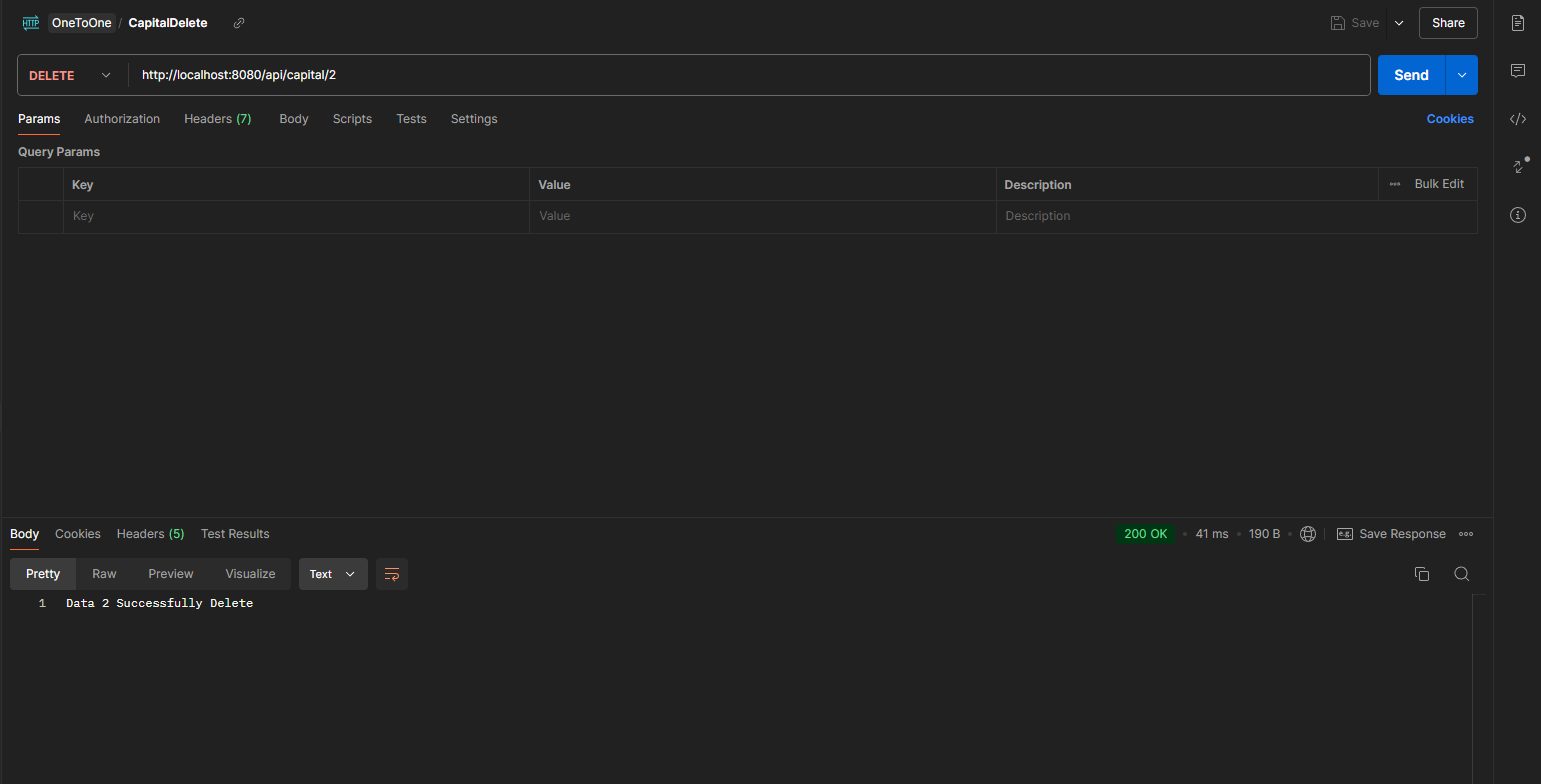 HTTP OneToOne / CapitalDelete Save Share
DELETE http://localhost:8080/api/capital/2 Send
Params Authorization Headers (7) Body Scripts Tests Settings Cookies
Query Params
Key Value Description ••• Bulk Edit
Key Value Description
Body Cookies Headers (5) Test Results 200 OK • 41 ms • 190 B • e.g. Save Response
Pretty Raw Preview Visualize Text
1 Data 2 Successfully Delete